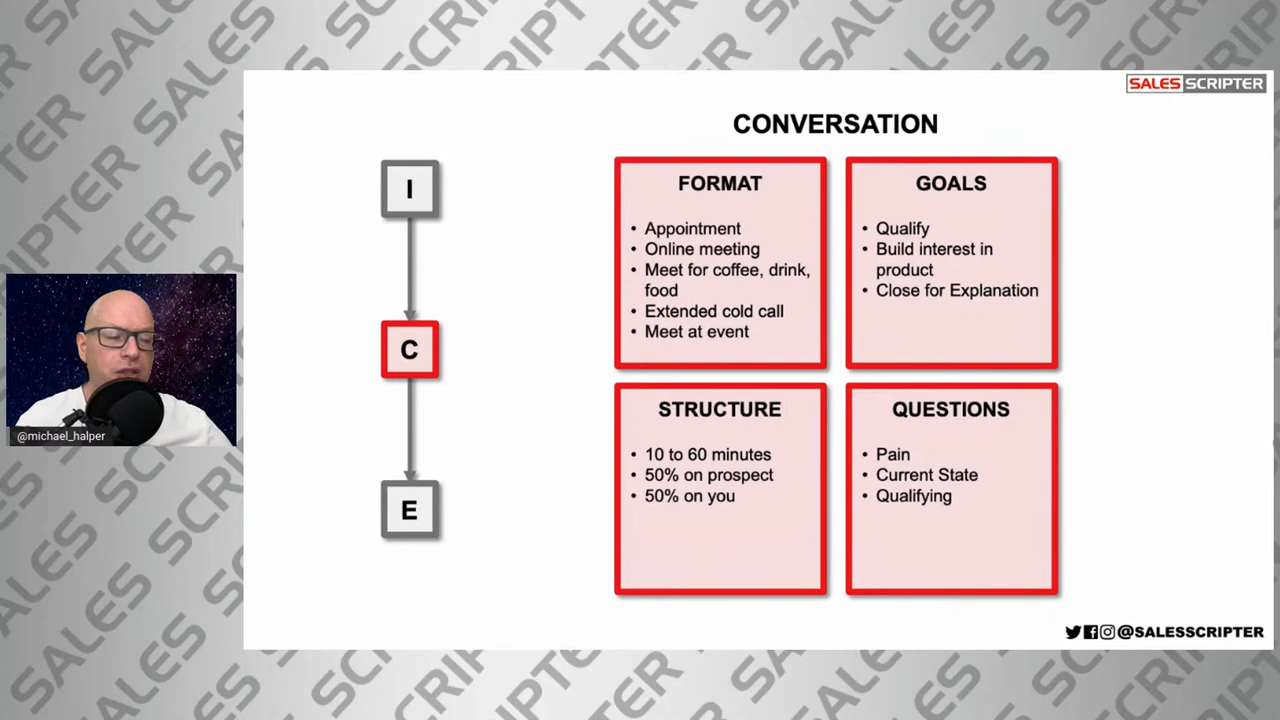 SALES SCRIPTER
CONVERSATION
I
C
E
FORMAT
• Appointment
• Online meeting
• Meet for coffee, drink,
food
• Extended cold call
• Meet at event
GOALS
• Qualify
• Build interest in
product
• Close for Explanation
STRUCTURE
• 10 to 60 minutes
• 50% on prospect
• 50% on you
QUESTIONS
• Pain
• Current State
• Qualifying
@michael_halper
@SALESSCRIPTER